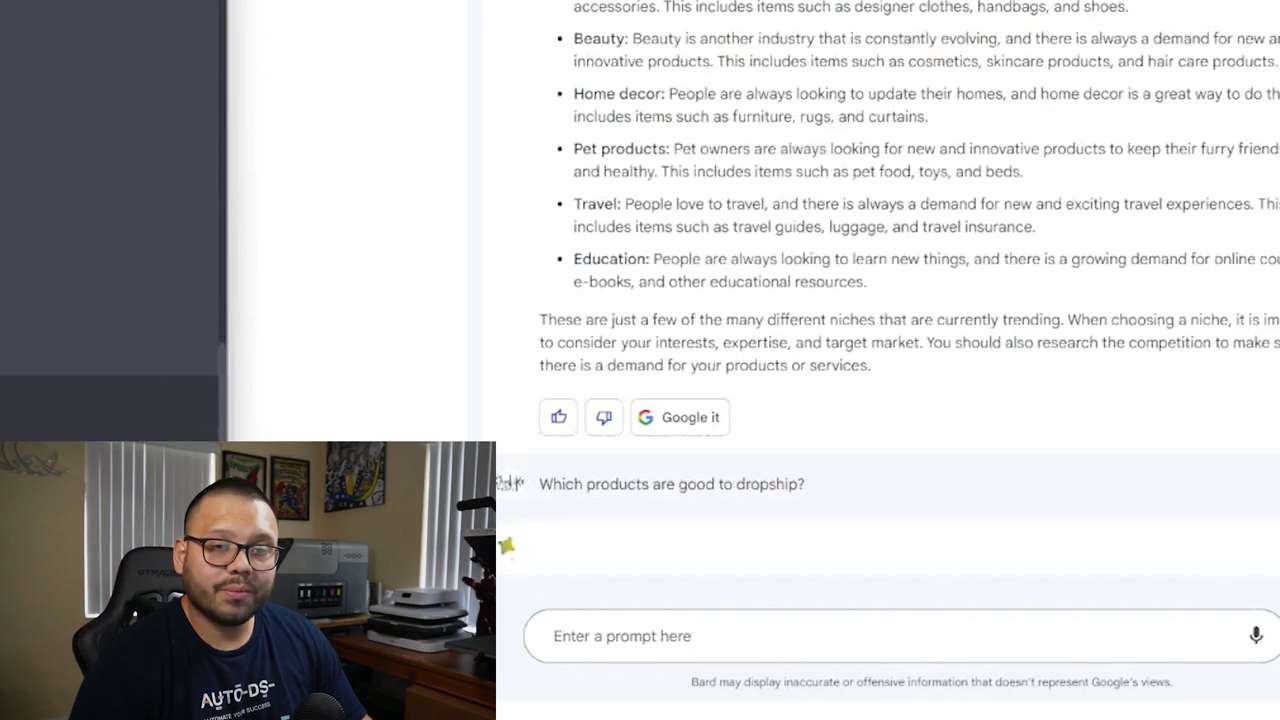 accessories. This includes items such as designer clothes, handbags, and shoes.
• Beauty: Beauty is another industry that is constantly evolving, and there is always a demand for new
innovative products. This includes items such as cosmetics, skincare products, and hair care products.
• Home decor: People are always looking to update their homes, and home decor is a great way to do
includes items such as furniture, rugs, and curtains.
• Pet products: Pet owners are always looking for new and innovative products to keep their furry
and healthy. This includes items such as pet food, toys, and beds.
• Travel: People love to travel, and there is always a demand for new and exciting travel experiences.
includes items such as travel guides, luggage, and travel insurance.
• Education: People are always looking to learn new things, and there is a growing demand for online
e-books, and other educational resources.
These are just a few of the many different niches that are currently trending. When choosing a niche, it is
to consider your interests, expertise, and target market. You should also research the competition to make
there is a demand for your products or services.
Google it
Which products are good to dropship?
Enter a prompt here
Bard may display inaccurate or offensive information that doesn't represent Google's views.
AUTO-DS-
AUTOMATE YOUR SUCCESS